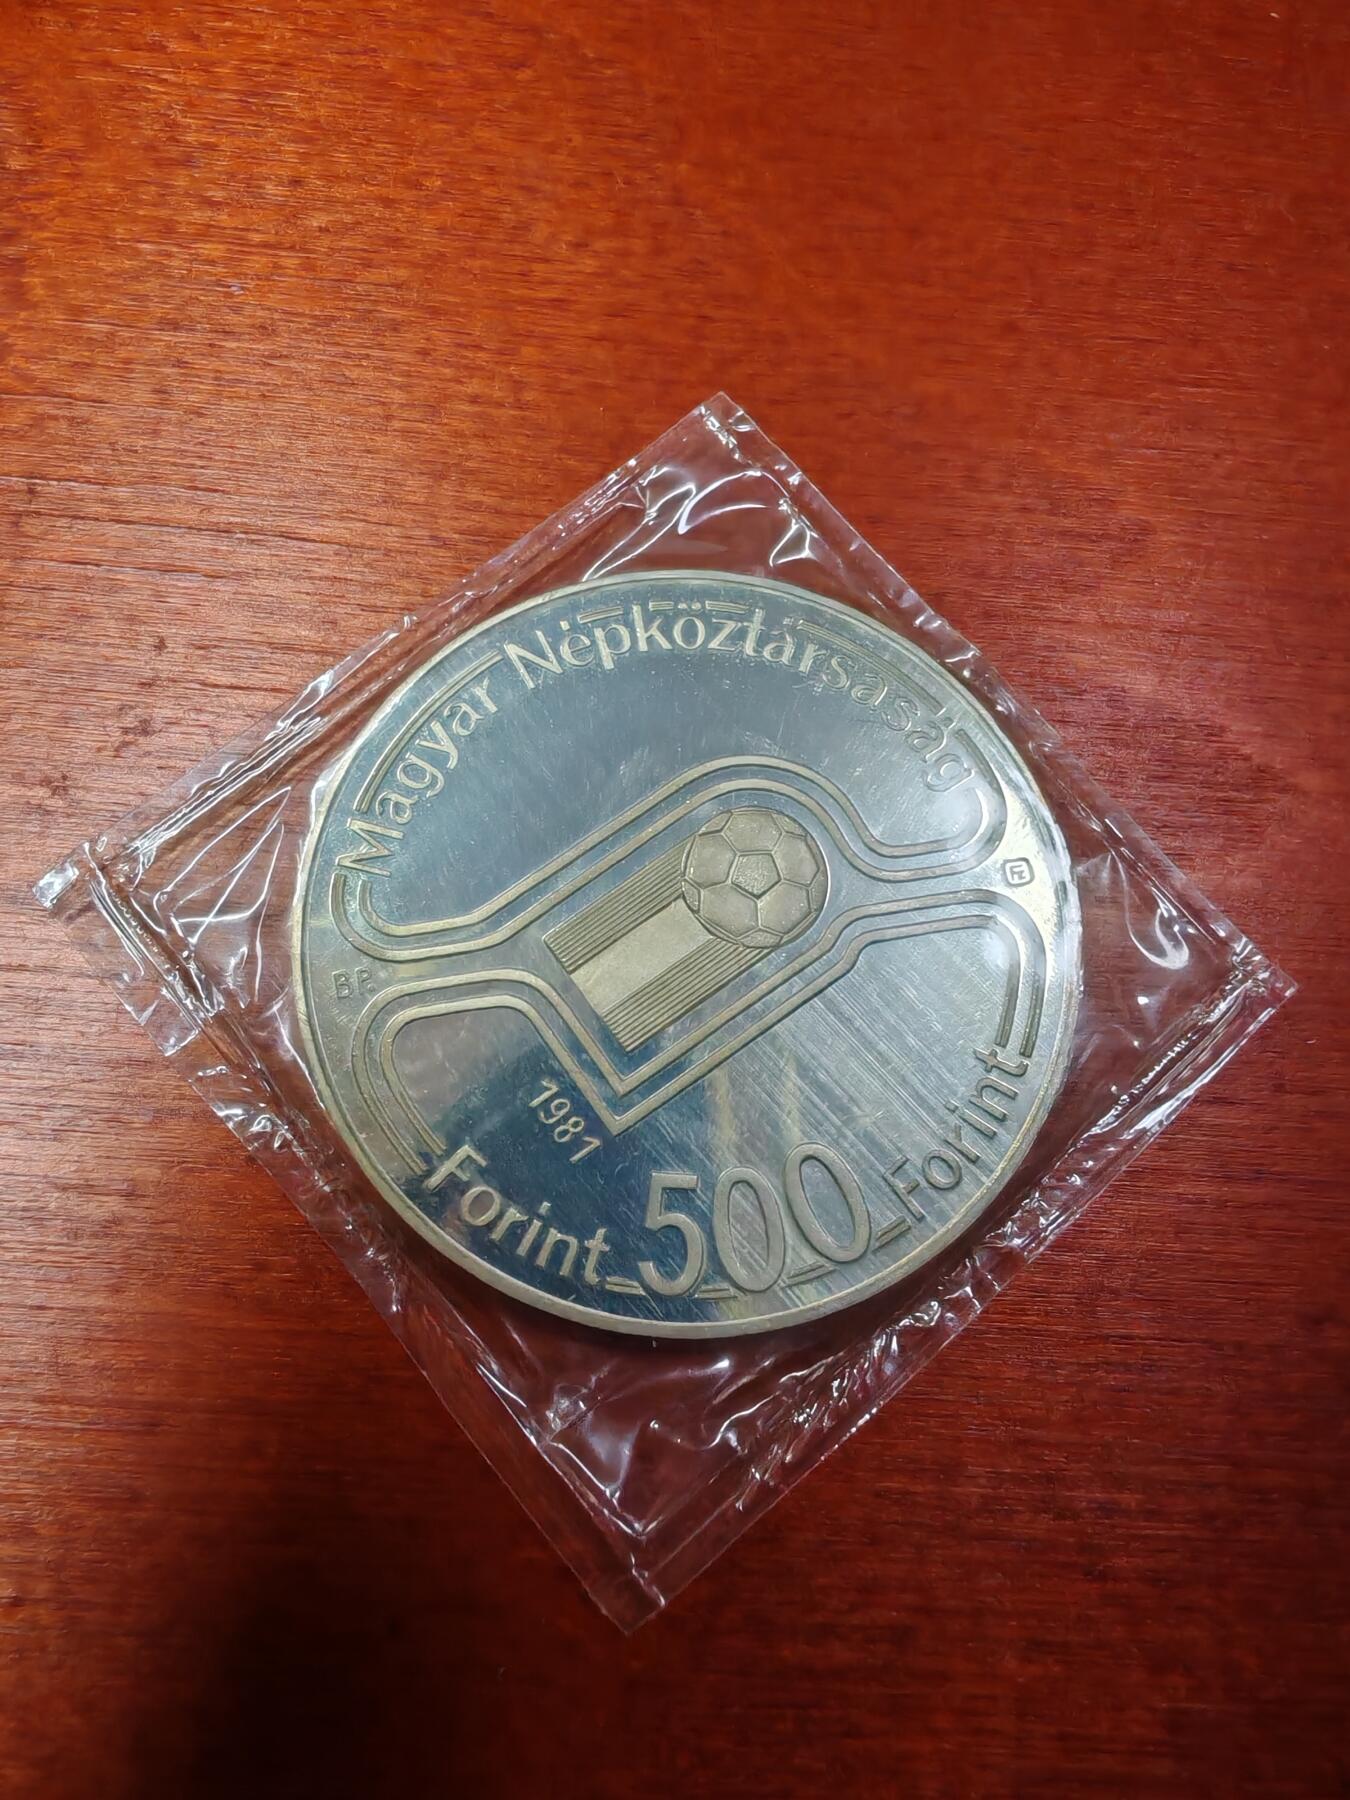 Magyar Népköztársaság
BP.
1981
Forint 500 Forint